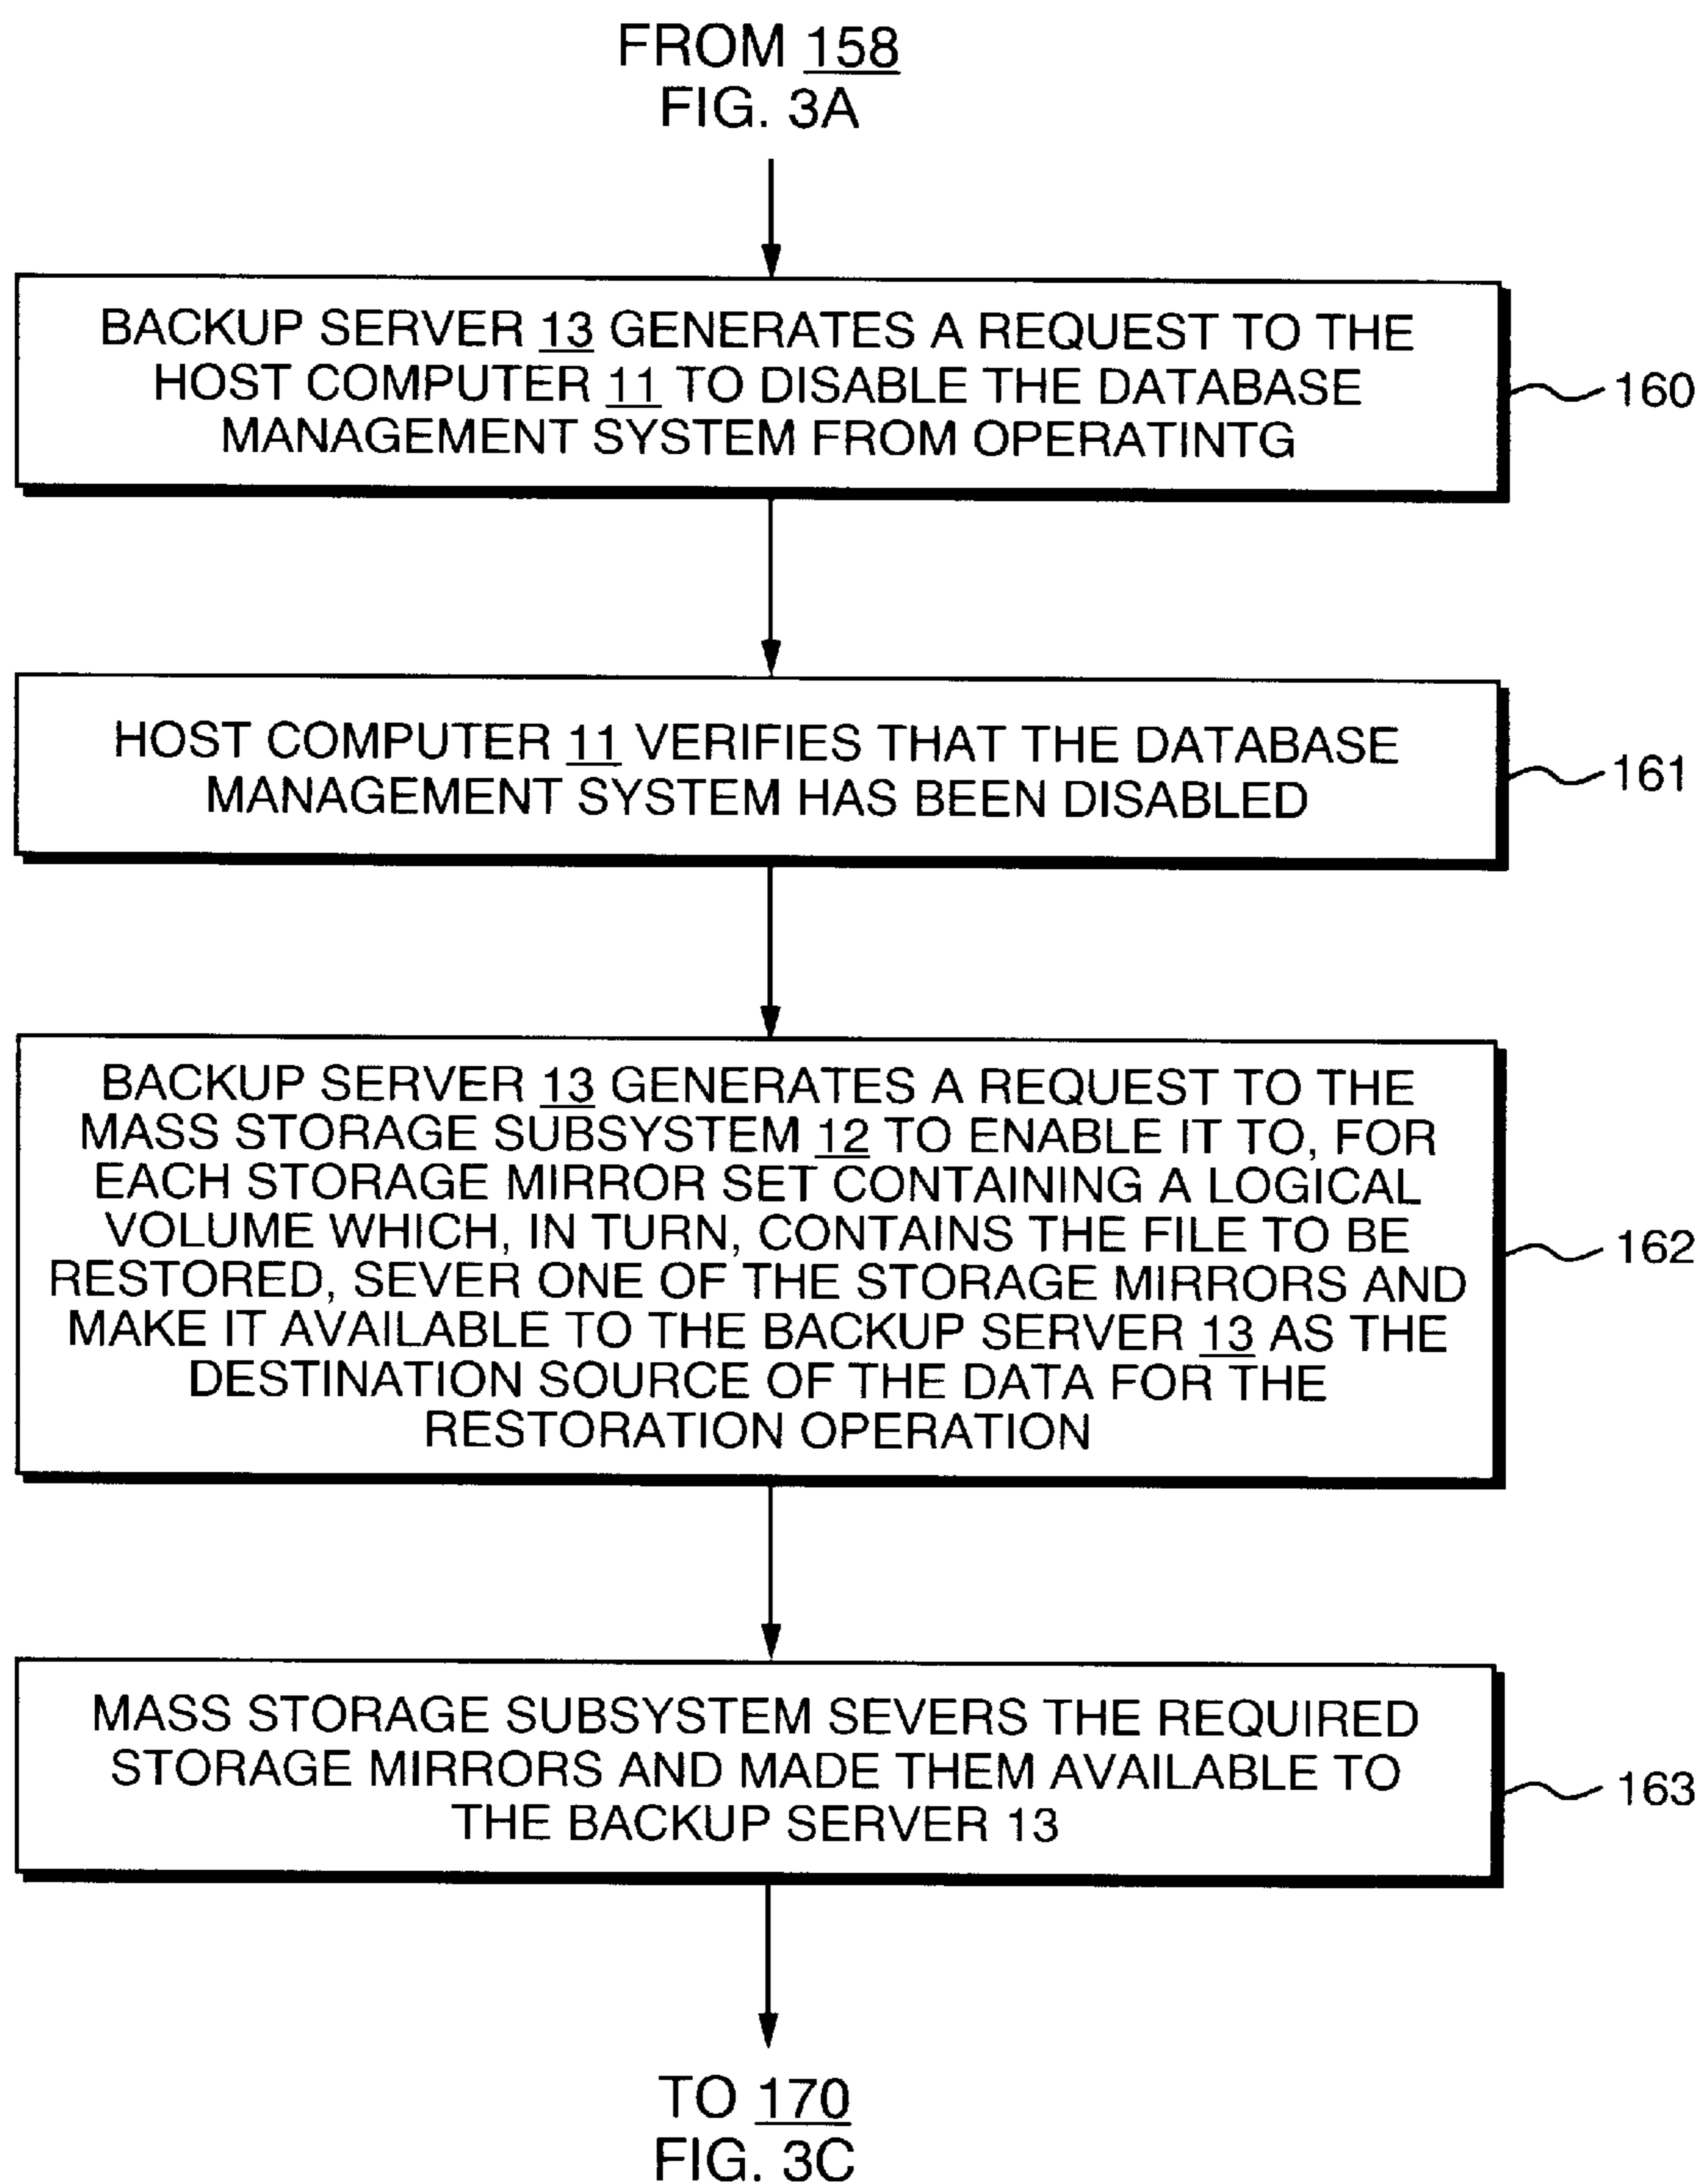 FROM 158
FIG. 3A
BACKUP SERVER 13 GENERATES A REQUEST TO THE
HOST COMPUTER 11 TO DISABLE THE DATABASE
MANAGEMENT SYSTEM FROM OPERATINTG
160
HOST COMPUTER 11 VERIFIES THAT THE DATABASE
MANAGEMENT SYSTEM HAS BEEN DISABLED
161
BACKUP SERVER 13 GENERATES A REQUEST TO THE
MASS STORAGE SUBSYSTEM 12 TO ENABLE IT TO, FOR
EACH STORAGE MIRROR SET CONTAINING A LOGICAL
VOLUME WHICH, IN TURN, CONTAINS THE FILE TO BE
RESTORED, SEVER ONE OF THE STORAGE MIRRORS AND
MAKE IT AVAILABLE TO THE BACKUP SERVER 13 AS THE
DESTINATION SOURCE OF THE DATA FOR THE
RESTORATION OPERATION
162
MASS STORAGE SUBSYSTEM SEVERS THE REQUIRED
STORAGE MIRRORS AND MADE THEM AVAILABLE TO
THE BACKUP SERVER 13
163
TO 170
FIG. 3C